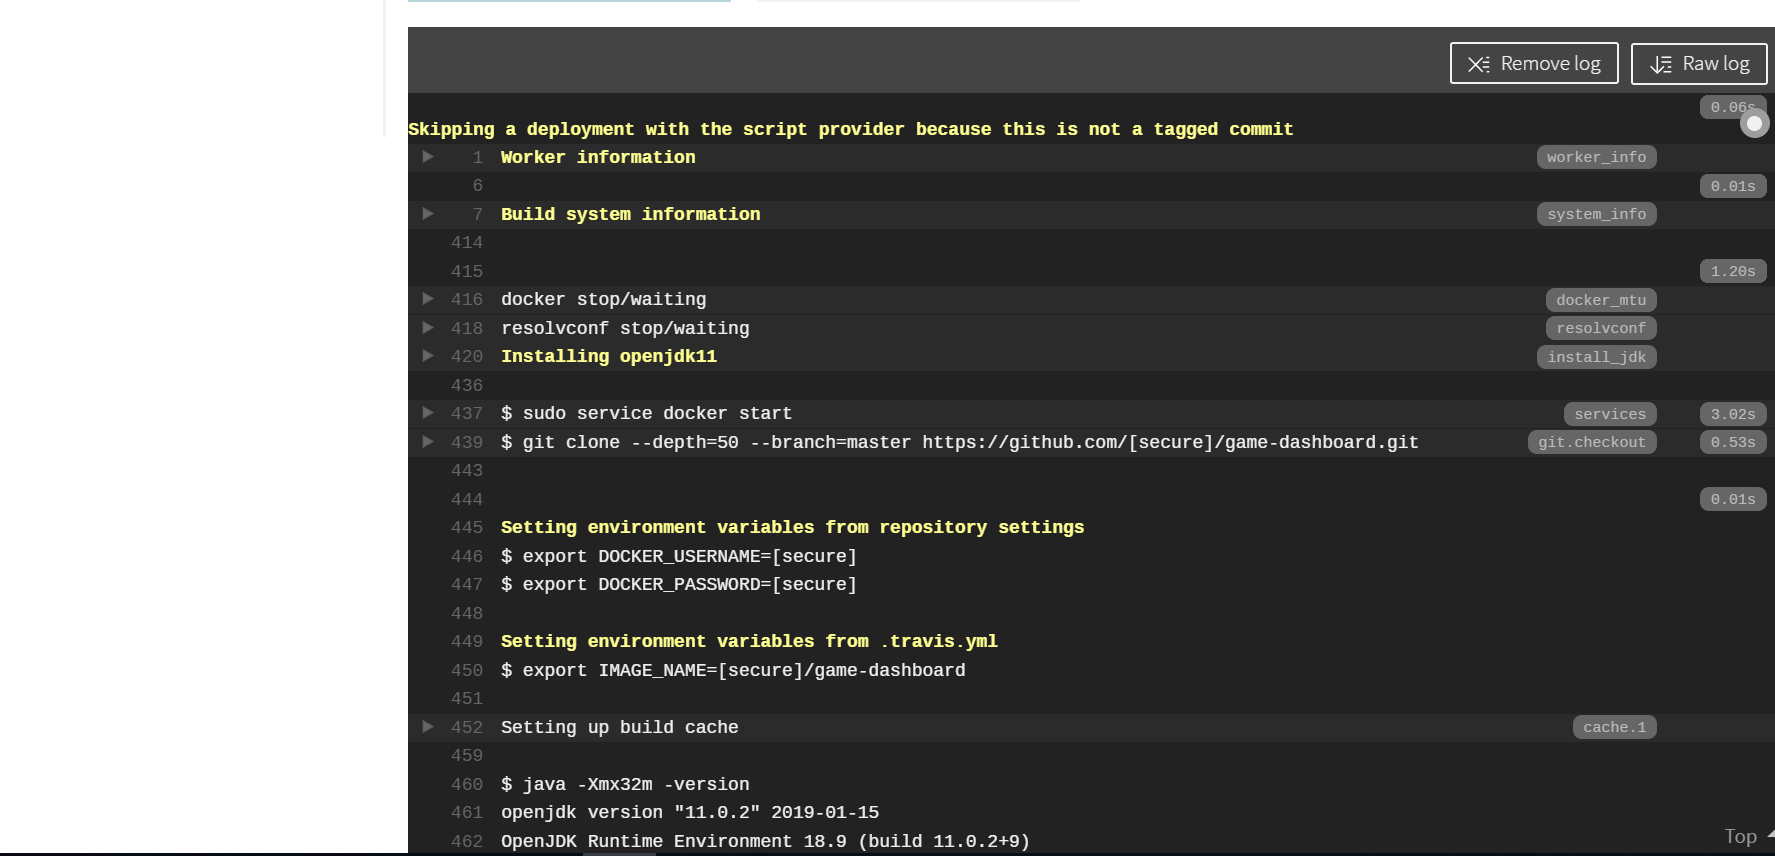 Remove log Raw log
0.06s
Skipping a deployment with the script provider because this is not a tagged commit
1 Worker information worker_info
6 0.01s
7 Build system information system_info
414
415 1.20s
416 docker stop/waiting docker_mtu
418 resolvconf stop/waiting resolvconf
420 Installing openjdk11 install_jdk
436
437 $ sudo service docker start services 3.02s
439 $ git clone --depth=50 --branch=master https://github.com/[secure]/game-dashboard.git git.checkout 0.53s
443
444 0.01s
445 Setting environment variables from repository settings
446 $ export DOCKER_USERNAME=[secure]
447 $ export DOCKER_PASSWORD=[secure]
448
449 Setting environment variables from .travis.yml
450 $ export IMAGE_NAME=[secure]/game-dashboard
451
452 Setting up build cache cache.1
459
460 $ java -Xmx32m -version
461 openjdk version "11.0.2" 2019-01-15
462 OpenJDK Runtime Environment 18.9 (build 11.0.2+9)
Top